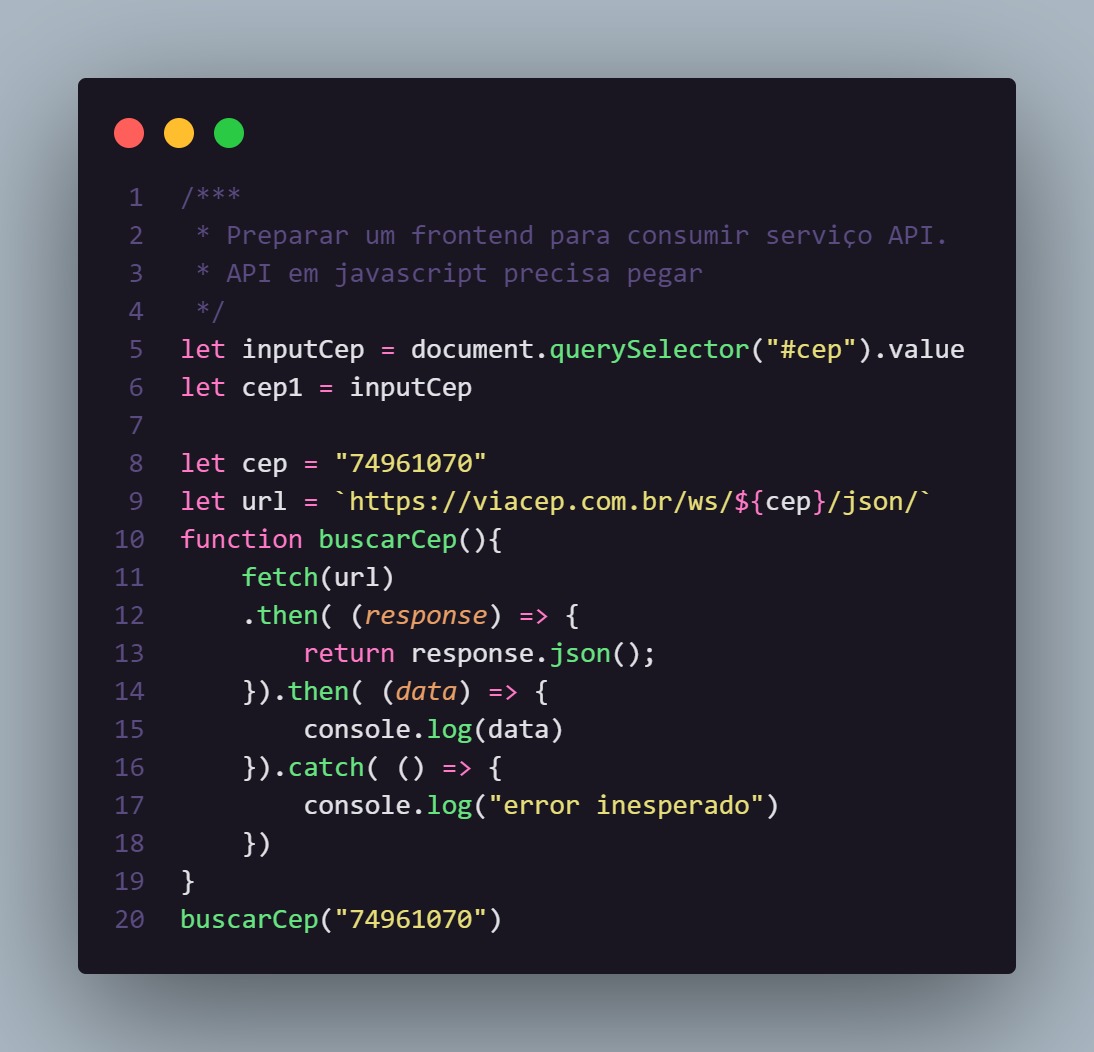 1 /***
2  * Preparar um frontend para consumir serviço API.
3  * API em javascript precisa pegar
4  */
5 let inputCep = document.querySelector("#cep").value
6 let cep1 = inputCep
7
8 let cep = "74961070"
9 let url = `https://viacep.com.br/ws/${cep}/json/`
10 function buscarCep(){
11     fetch(url)
12     .then( (response) => {
13         return response.json();
14     }).then( (data) => {
15         console.log(data)
16     }).catch( () => {
17         console.log("error inesperado")
18     })
19 }
20 buscarCep("74961070")